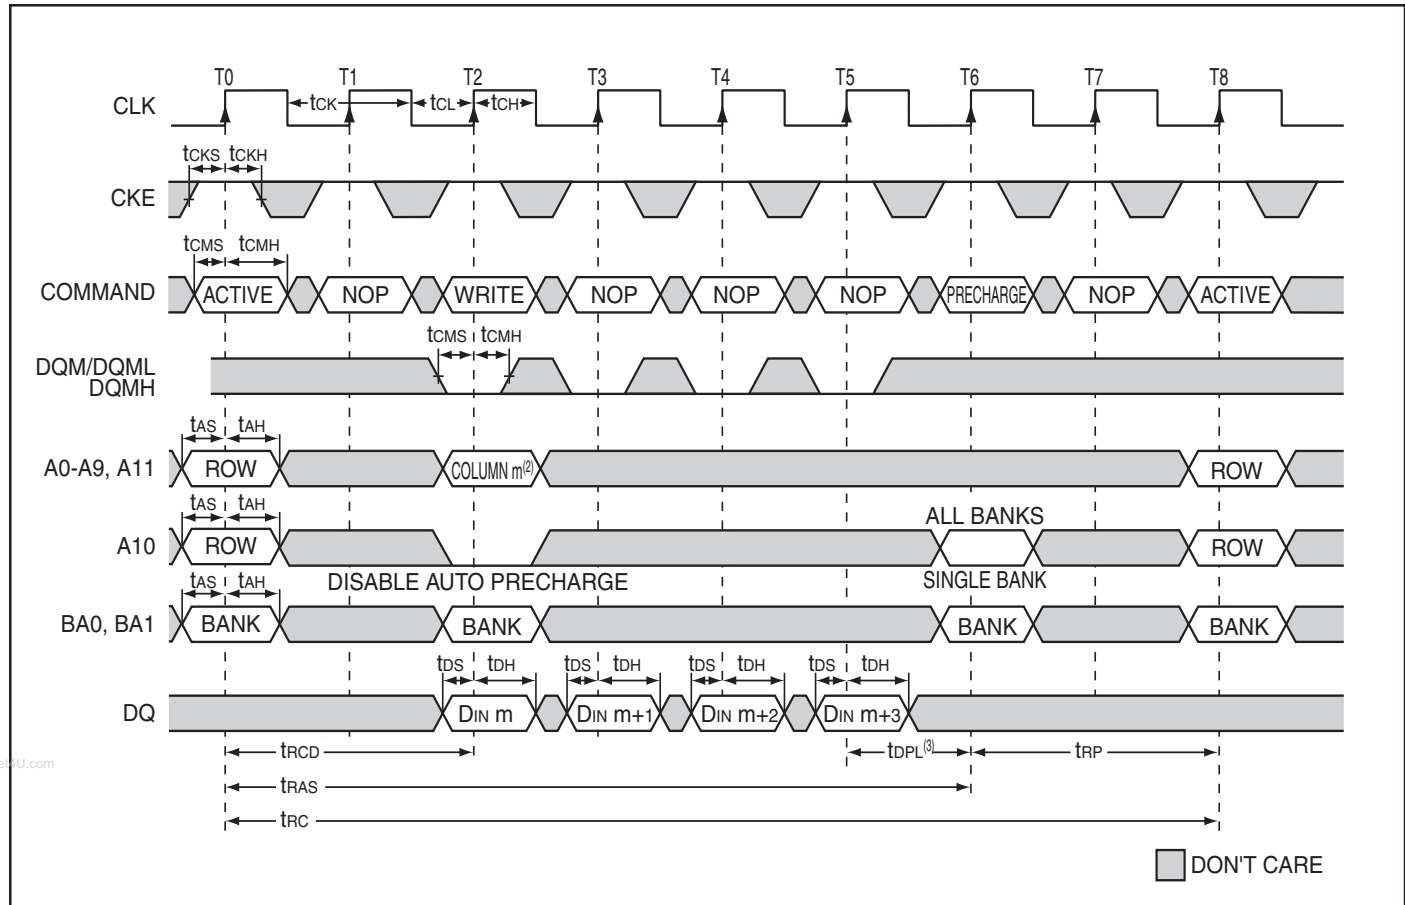 T0 T1 T2 T3 T4 T5 T6 T7 T8
CLK tCK tCL tCH
tCKS tCKH
CKE
tCMS tCMH
COMMAND ACTIVE NOP WRITE NOP NOP NOP PRECHARGE NOP ACTIVE
tCMS tCMH
DQM/DQML
DQMH
tAS tAH
A0-A9, A11 ROW COLUMN m(2) ROW
tAS tAH
ALL BANKS
A10 ROW ROW
DISABLE AUTO PRECHARGE SINGLE BANK
tAS tAH
BA0, BA1 BANK BANK BANK BANK
tDS tDH tDS tDH tDS tDH tDS tDH
DQ DIN m DIN m+1 DIN m+2 DIN m+3
tRCD tDPL(3) tRP
et4U.com
tRAS
tRC
DON'T CARE